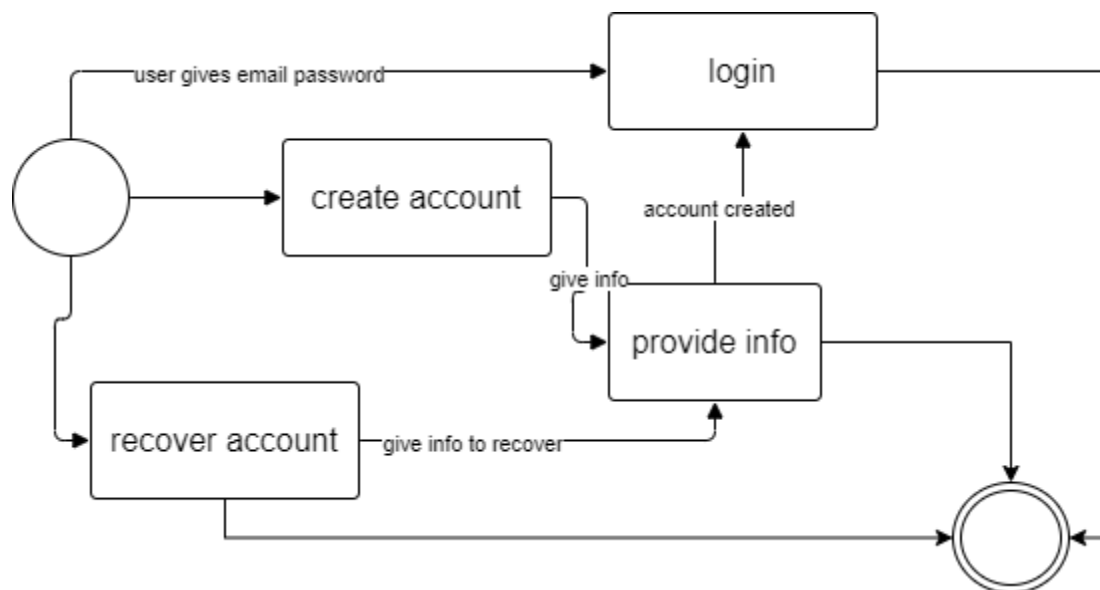 login
user gives email password
create account
account created
give info
provide info
recover account
give info to recover